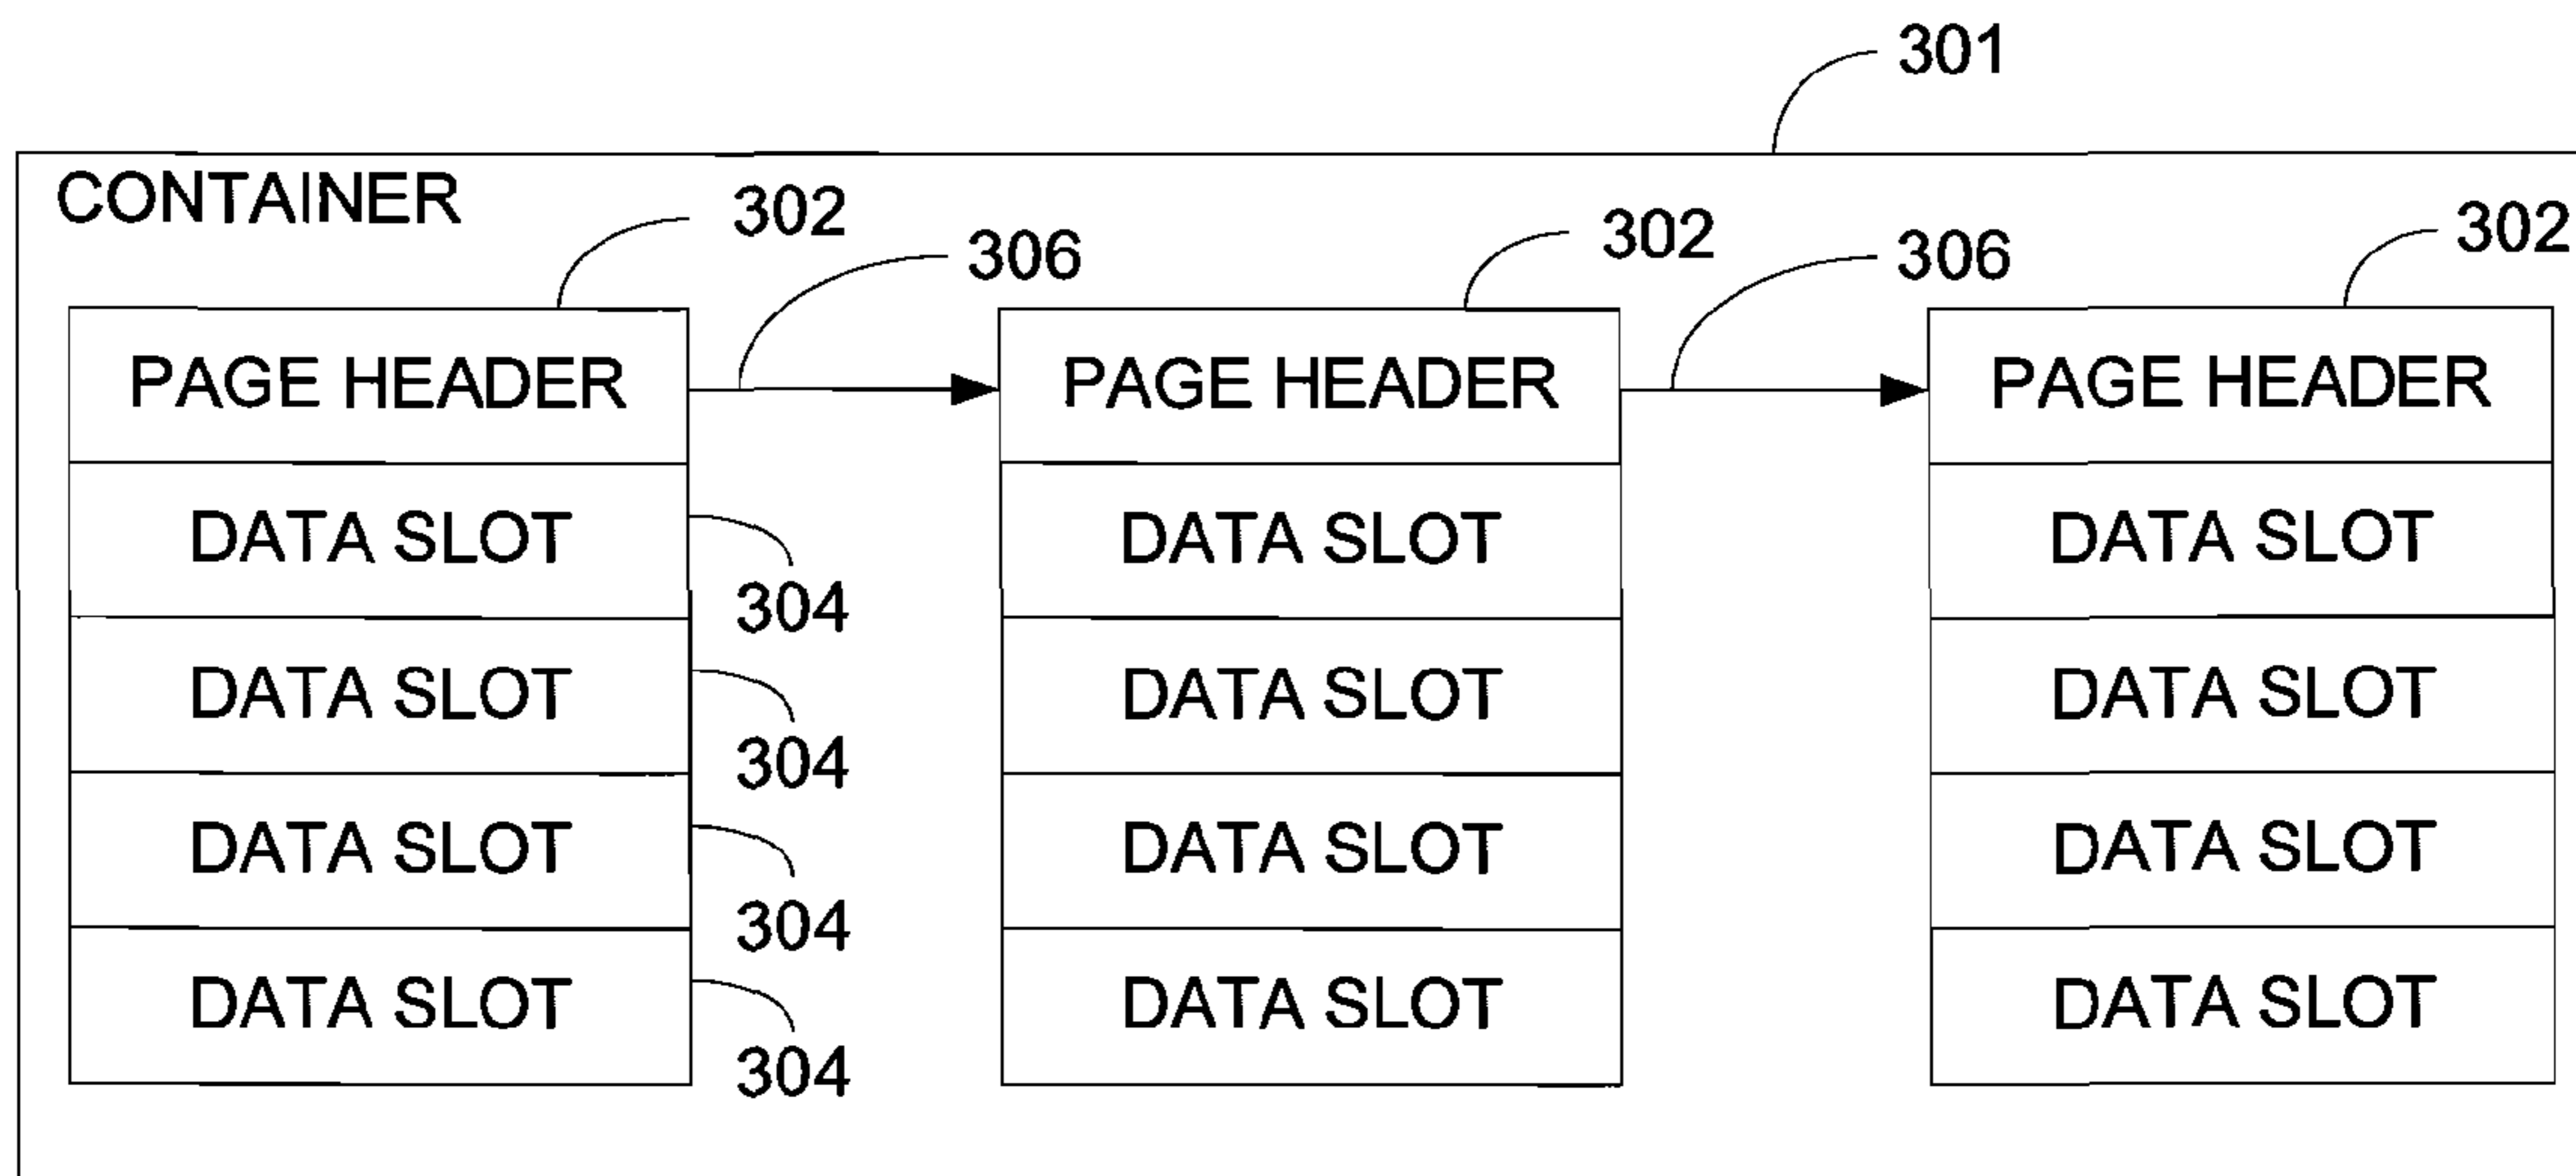 301
CONTAINER
302 302 302
306 306
PAGE HEADER PAGE HEADER PAGE HEADER
DATA SLOT DATA SLOT DATA SLOT
304
DATA SLOT DATA SLOT DATA SLOT
304
DATA SLOT DATA SLOT DATA SLOT
304
DATA SLOT DATA SLOT DATA SLOT
304